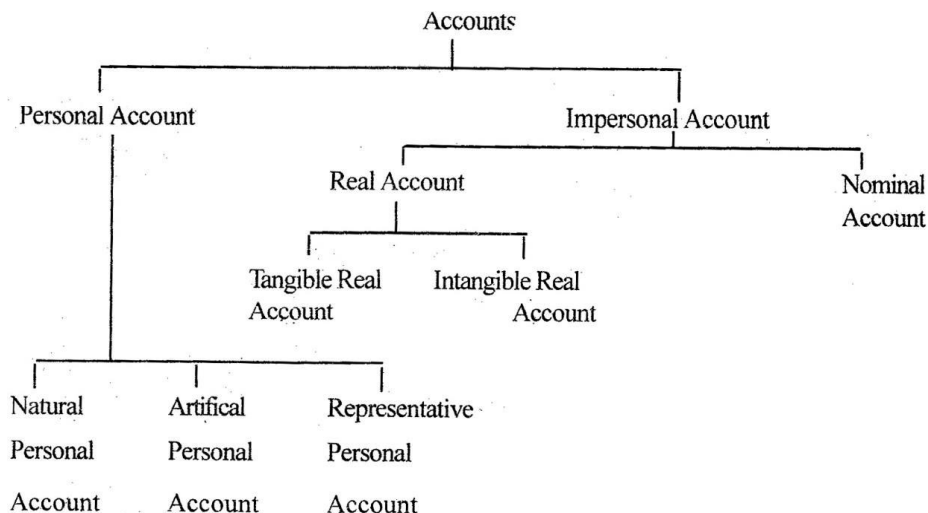 Accounts
Personal Account
Impersonal Account
Real Account
Nominal
Account
Tangible Real
Account
Intangible Real
Account
Natural
Personal
Account
Artifical
Personal
Account
Representative
Personal
Account